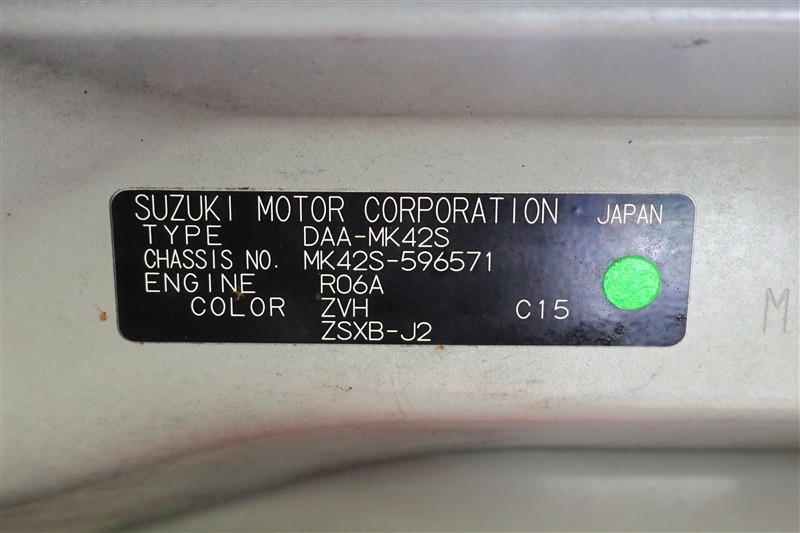 SUZUKI MOTOR CORPORATION JAPAN
TYPE DAA-MK42S
CHASSIS NO. MK42S-596571
ENGINE R06A
COLOR ZVH C15
ZSXB-J2
M